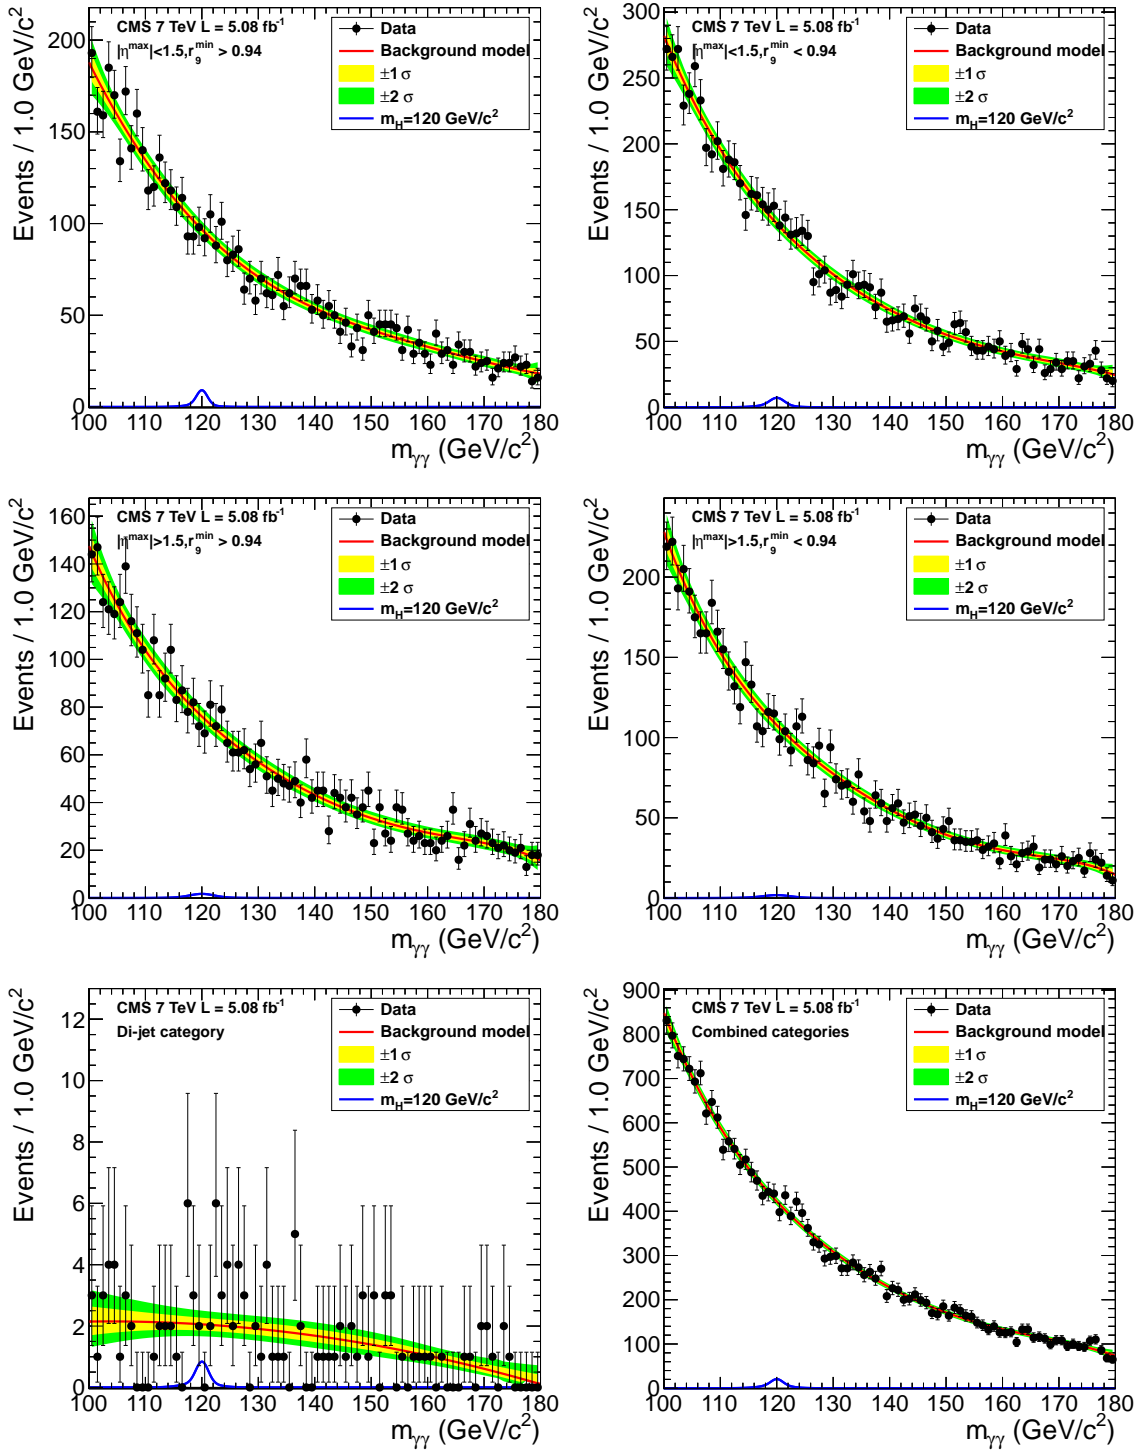 CMS 7 TeV L = 5.08 fb-1
|η^max|<1.5,r_9^min > 0.94
Data
Background model
±1 σ
±2 σ
m_H=120 GeV/c²
Events / 1.0 GeV/c²
200
150
100
50
0
100 110 120 130 140 150 160 170 180
m_γγ (GeV/c²)
CMS 7 TeV L = 5.08 fb-1
|η^max|<1.5,r_9^min < 0.94
Data
Background model
±1 σ
±2 σ
m_H=120 GeV/c²
Events / 1.0 GeV/c²
300
250
200
150
100
50
0
100 110 120 130 140 150 160 170 180
m_γγ (GeV/c²)
CMS 7 TeV L = 5.08 fb-1
|η^max|>1.5,r_9^min > 0.94
Data
Background model
±1 σ
±2 σ
m_H=120 GeV/c²
Events / 1.0 GeV/c²
160
140
120
100
80
60
40
20
0
100 110 120 130 140 150 160 170 180
m_γγ (GeV/c²)
CMS 7 TeV L = 5.08 fb-1
|η^max|>1.5,r_9^min < 0.94
Data
Background model
±1 σ
±2 σ
m_H=120 GeV/c²
Events / 1.0 GeV/c²
200
150
100
50
0
100 110 120 130 140 150 160 170 180
m_γγ (GeV/c²)
CMS 7 TeV L = 5.08 fb-1
Di-jet category
Data
Background model
±1 σ
±2 σ
m_H=120 GeV/c²
Events / 1.0 GeV/c²
12
10
8
6
4
2
0
100 110 120 130 140 150 160 170 180
m_γγ (GeV/c²)
CMS 7 TeV L = 5.08 fb-1
Combined categories
Data
Background model
±1 σ
±2 σ
m_H=120 GeV/c²
Events / 1.0 GeV/c²
900
800
700
600
500
400
300
200
100
0
100 110 120 130 140 150 160 170 180
m_γγ (GeV/c²)